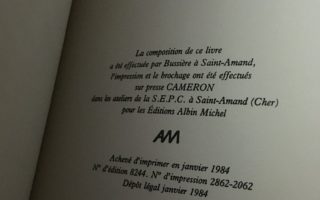 La composition de ce livre
a été effectuée par Bussière à Saint-Amand,
l'impression et le brochage ont été effectués
sur presse CAMERON
dans les ateliers de la S.E.P.C. à Saint-Amand (Cher)
pour les Éditions Albin Michel
AM
Achevé d'imprimer en janvier 1984
N° d'édition 8244. N° d'impression 2862-2062
Dépôt légal janvier 1984